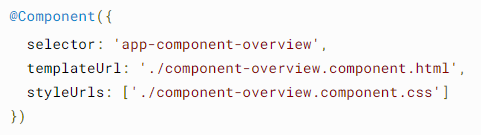 @Component({
  selector: 'app-component-overview',
  templateUrl: './component-overview.component.html',
  styleUrls: ['./component-overview.component.css']
})